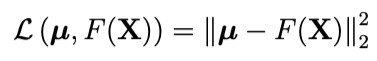 𝓛 (𝝁, F(𝐗)) = ‖𝝁 − F(𝐗)‖₂²